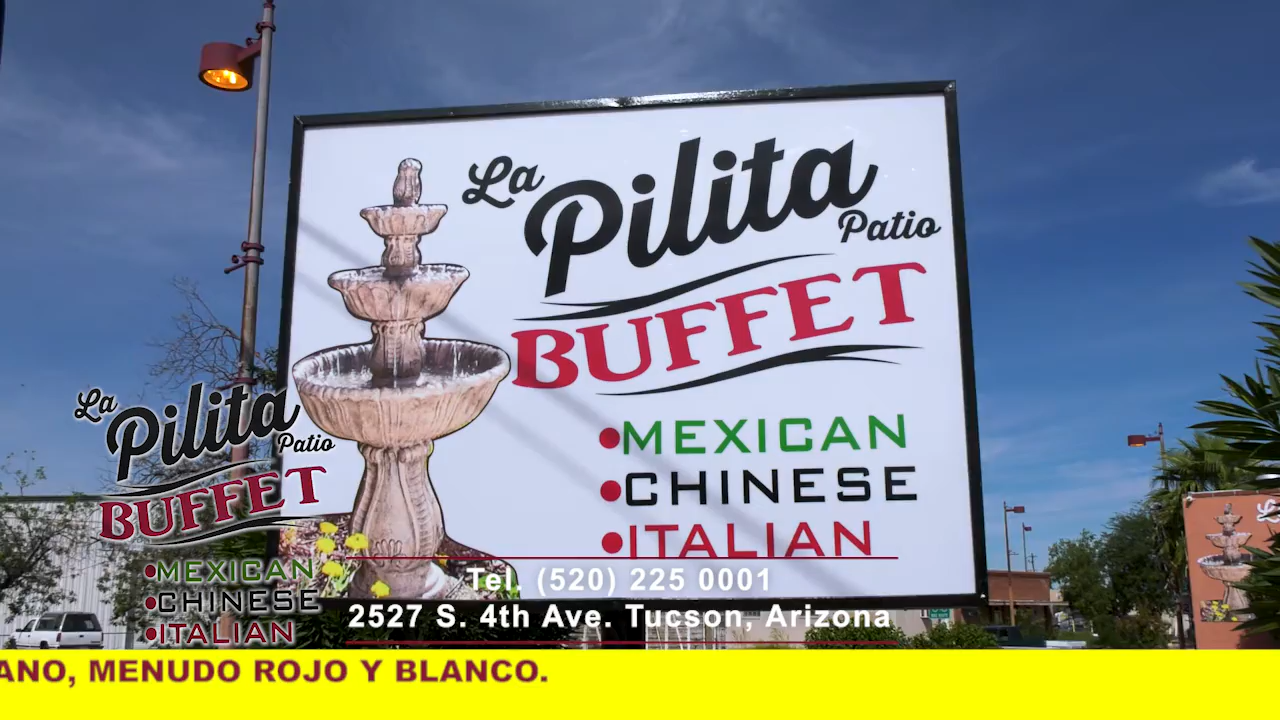 La
Pilita
Patio
BUFFET
•MEXICAN
•CHINESE
•ITALIAN
La
Pilita
Patio
BUFFET
•MEXICAN
•CHINESE
•ITALIAN
Tel. (520) 225 0001
2527 S. 4th Ave. Tucson, Arizona
ANO, MENUDO ROJO Y BLANCO.